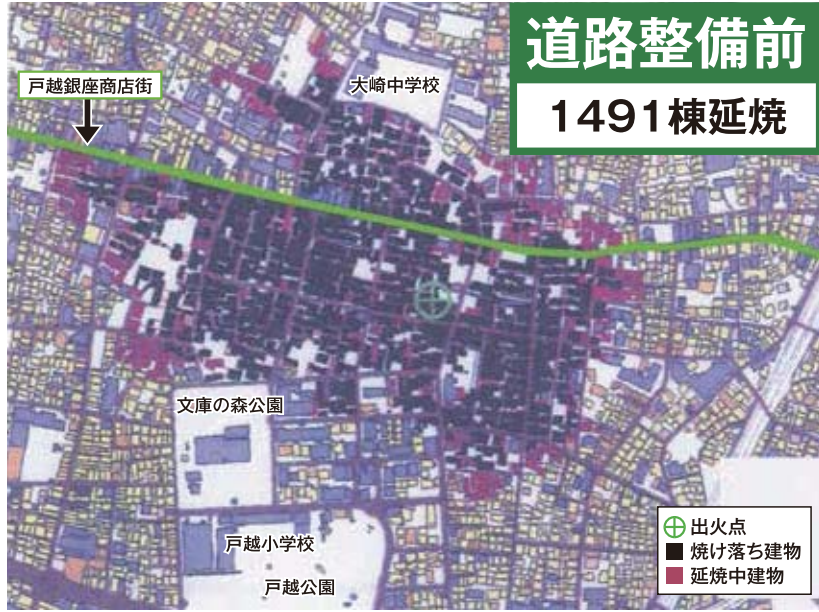 道路整備前
1491棟延焼
戸越銀座商店街
大崎中学校
文庫の森公園
戸越小学校
戸越公園
出火点
焼け落ち建物
延焼中建物